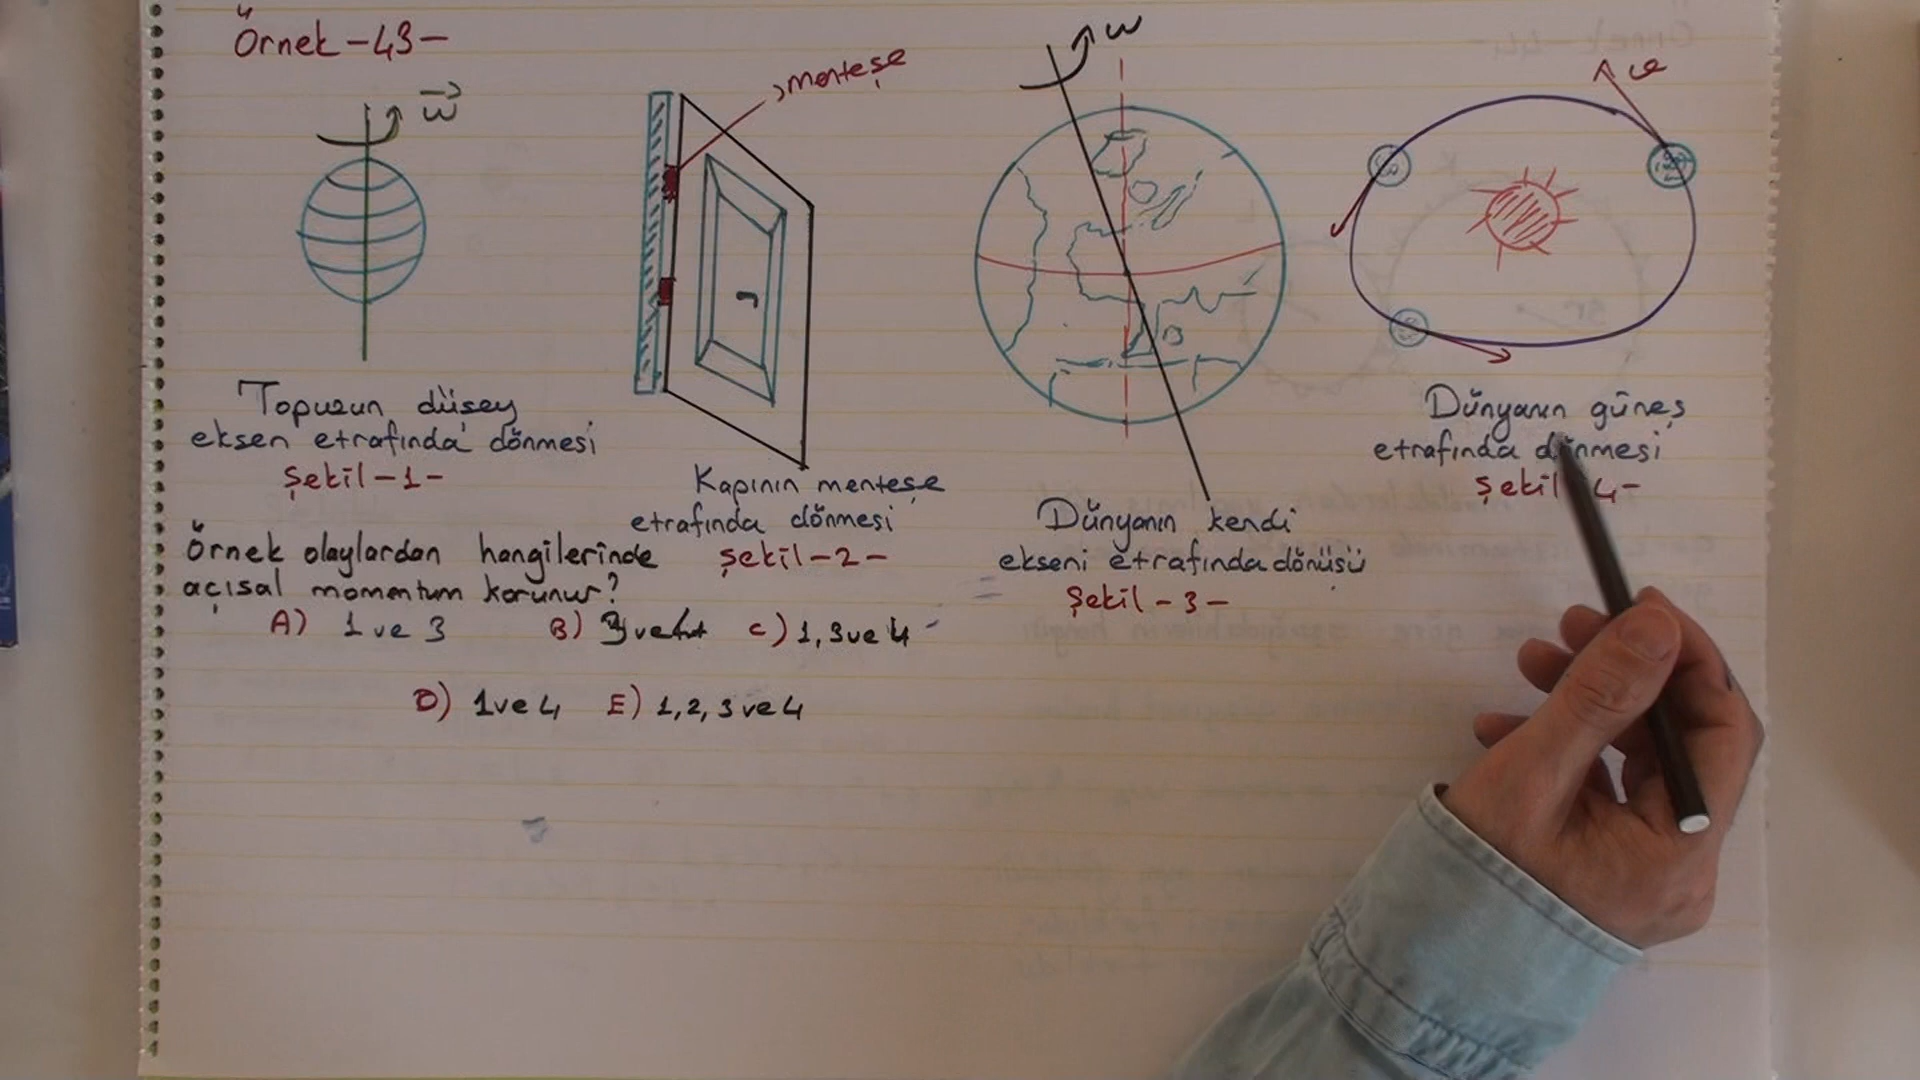 Örnek-43-
ω
menteşe
ω
v
Topuzun düşey
eksen etrafında dönmesi
Şekil-1-
Kapının menteşe
etrafında dönmesi
Şekil-2-
Dünyanın kendi
ekseni etrafında dönüşü
Şekil-3-
Dünyanın güneş
etrafında dönmesi
Şekil 4-
Örnek olaylardan hangilerinde
açısal momentum korunur?
A) 1 ve 3 B) 3 ve C) 1, 3 ve 4
D) 1 ve 4 E) 1, 2, 3 ve 4